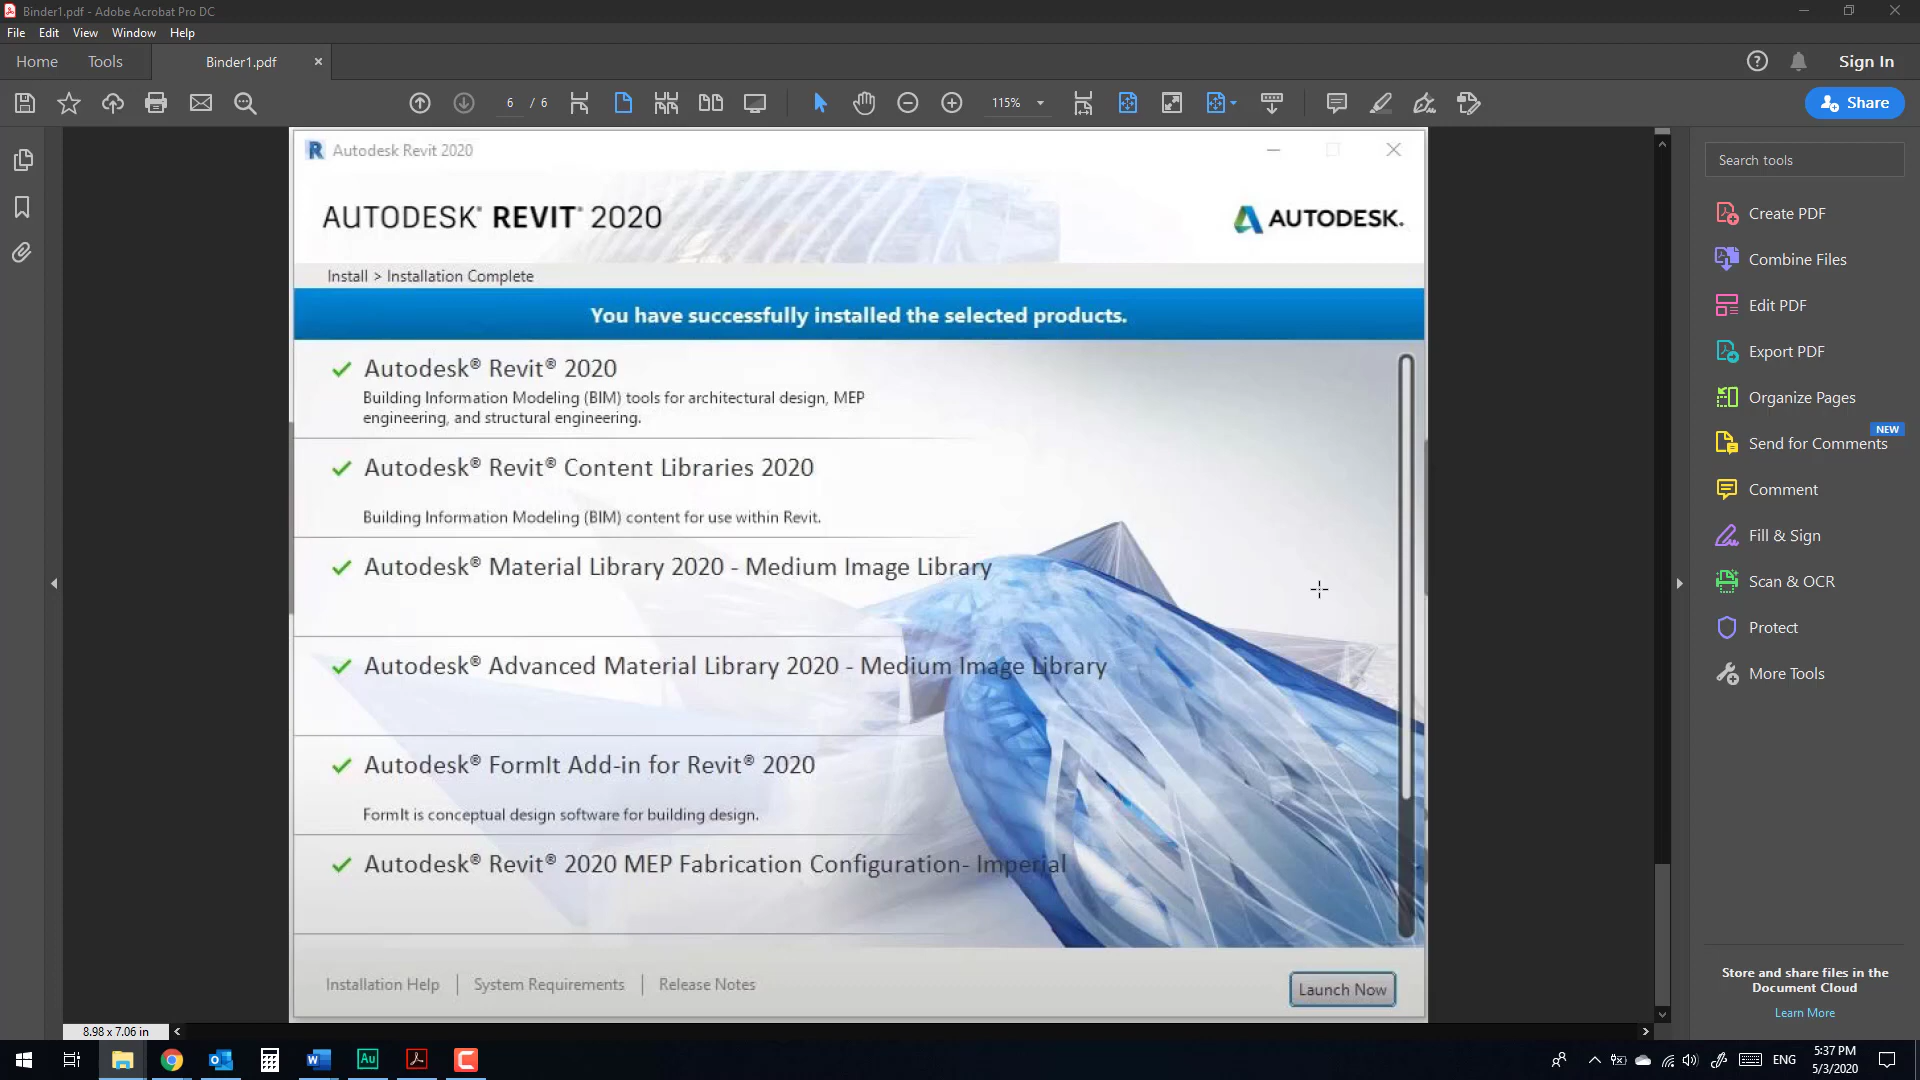 Binder1.pdf - Adobe Acrobat Pro DC
File Edit View Window Help
Home Tools Binder1.pdf × Sign In
6 / 6 115% Share
Autodesk Revit 2020
AUTODESK® REVIT® 2020
AUTODESK.
Install > Installation Complete
You have successfully installed the selected products.
Autodesk® Revit® 2020
Building Information Modeling (BIM) tools for architectural design, MEP
engineering, and structural engineering.
Autodesk® Revit® Content Libraries 2020
Building Information Modeling (BIM) content for use within Revit.
Autodesk® Material Library 2020 - Medium Image Library
Autodesk® Advanced Material Library 2020 - Medium Image Library
Autodesk® FormIt Add-in for Revit® 2020
FormIt is conceptual design software for building design.
Autodesk® Revit® 2020 MEP Fabrication Configuration- Imperial
Installation Help | System Requirements | Release Notes
Launch Now
Search tools
Create PDF
Combine Files
Edit PDF
Export PDF
Organize Pages
NEW
Send for Comments
Comment
Fill & Sign
Scan & OCR
Protect
More Tools
Store and share files in the
Document Cloud
Learn More
8.98 x 7.06 in
Au
ENG
5:37 PM
5/3/2020